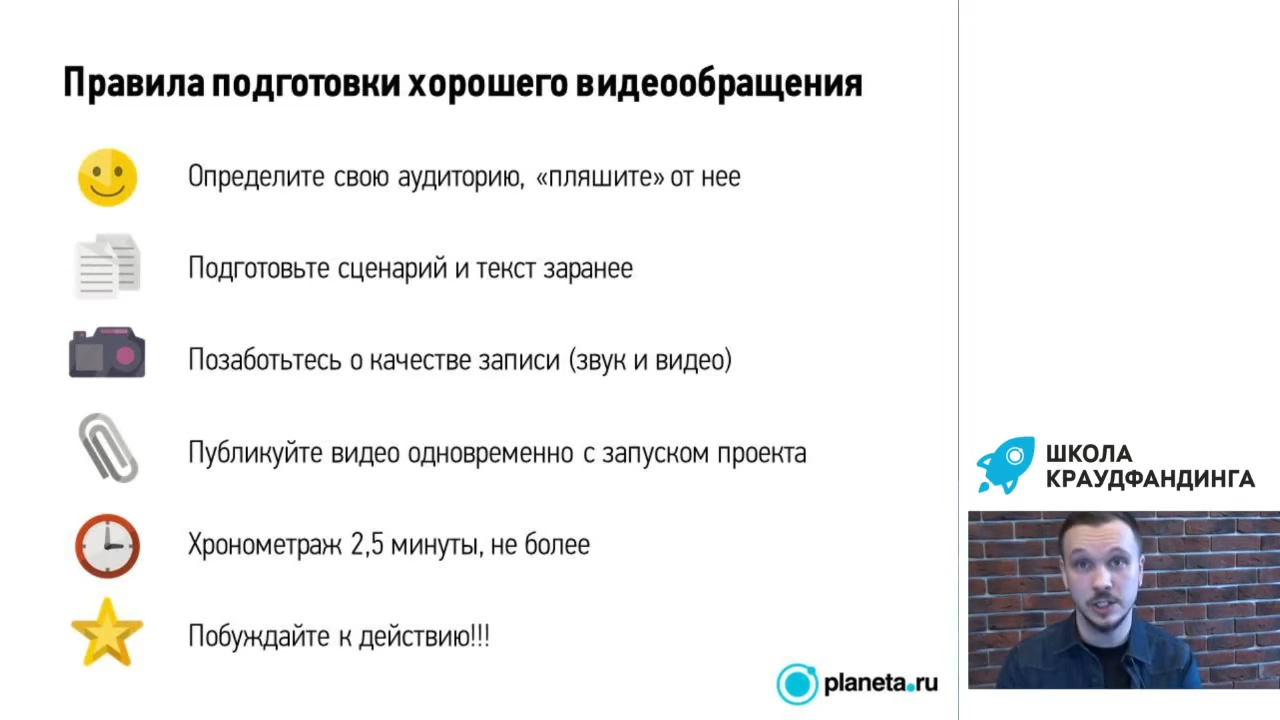 Правила подготовки хорошего видеообращения
Определите свою аудиторию, «пляшите» от нее
Подготовьте сценарий и текст заранее
Позаботьтесь о качестве записи (звук и видео)
Публикуйте видео одновременно с запуском проекта
Хронометраж 2,5 минуты, не более
Побуждайте к действию!!!
planeta.ru
ШКОЛА
КРАУДФАНДИНГА